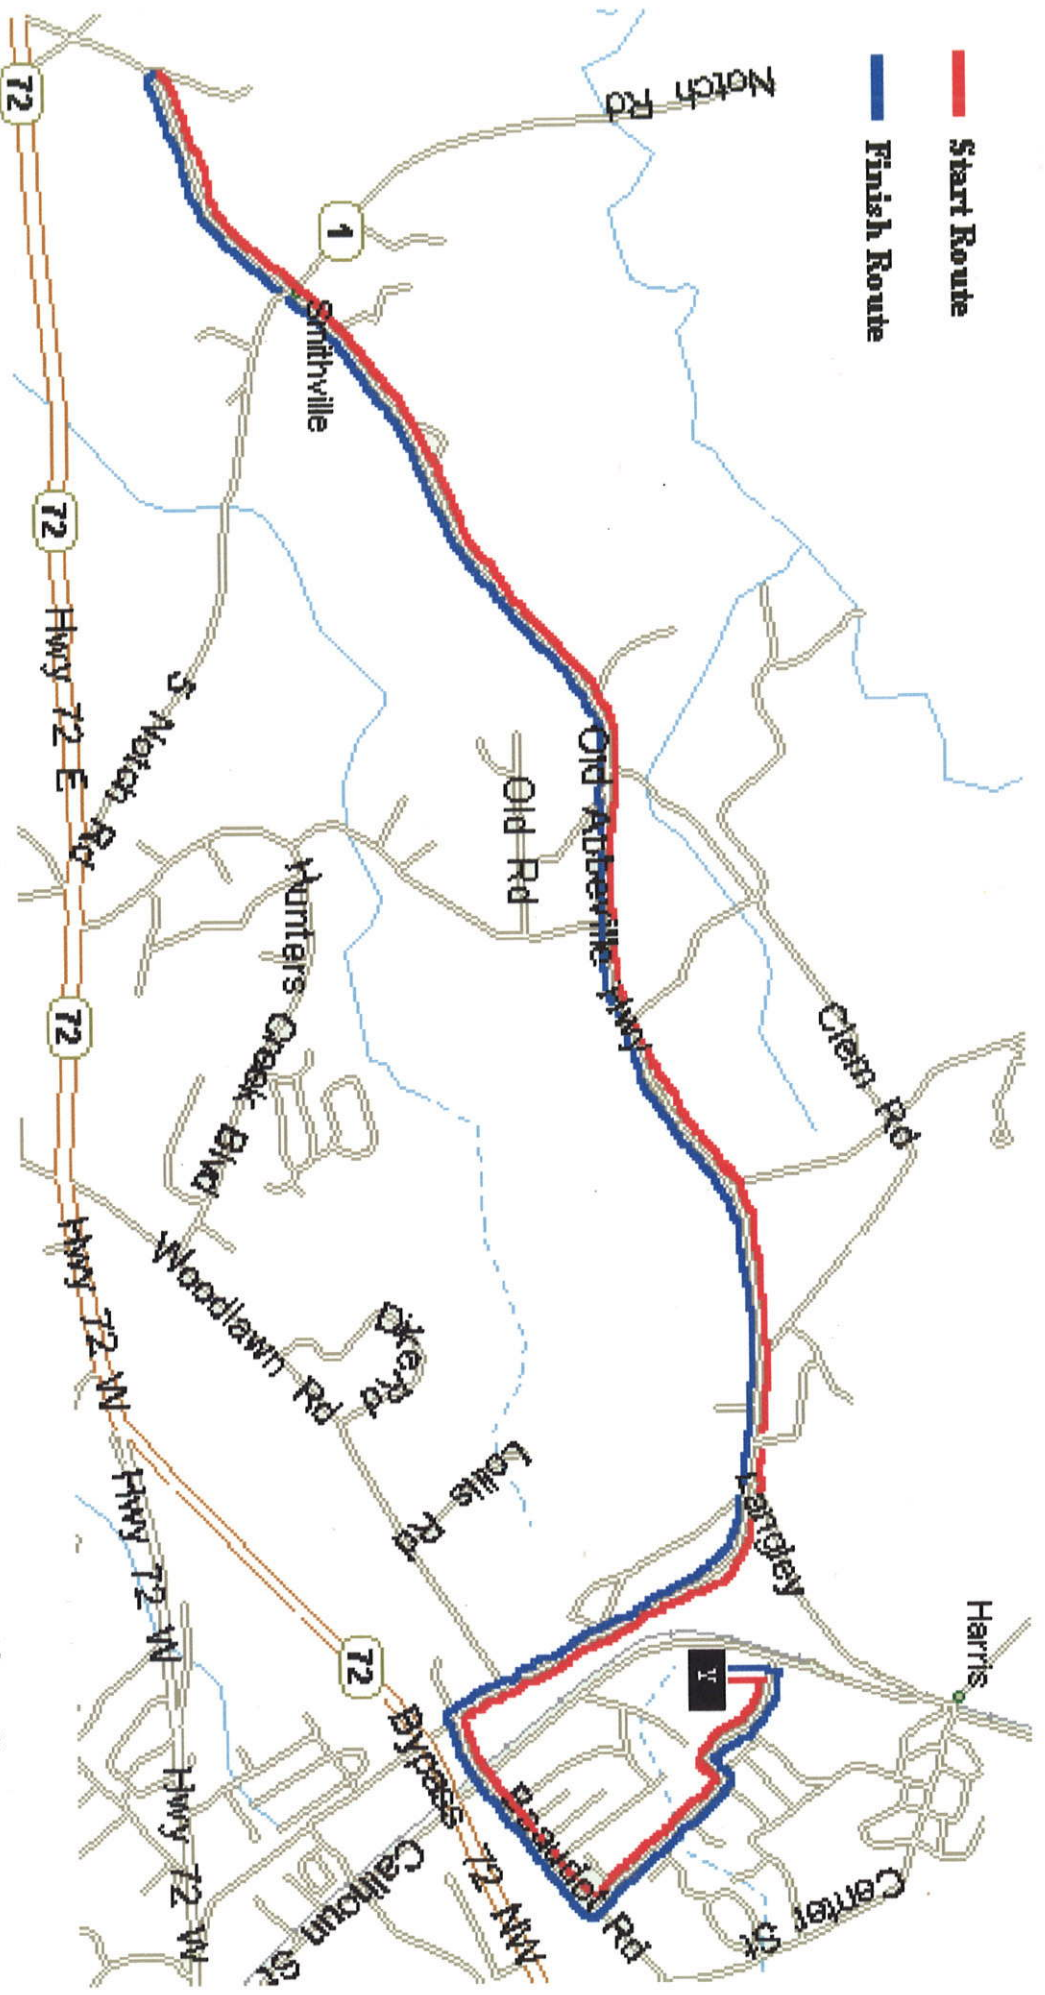 Start Route
Finish Route
Notch Rd
1
Smithville
72
72
Hwy 72 E
S Notch Rd
72
Old Rd
Old Abbeville Hwy
Hunters Creek Blvd
Clem Rd
Woodlawn Rd
Dike Rd
Hwy 72 W
Hwy 72 W
Hwy 72 W
Rd
Langley
Harris
Y
72
Bypass 72 NW
Beaudrot Rd
Calhoun St
Center St